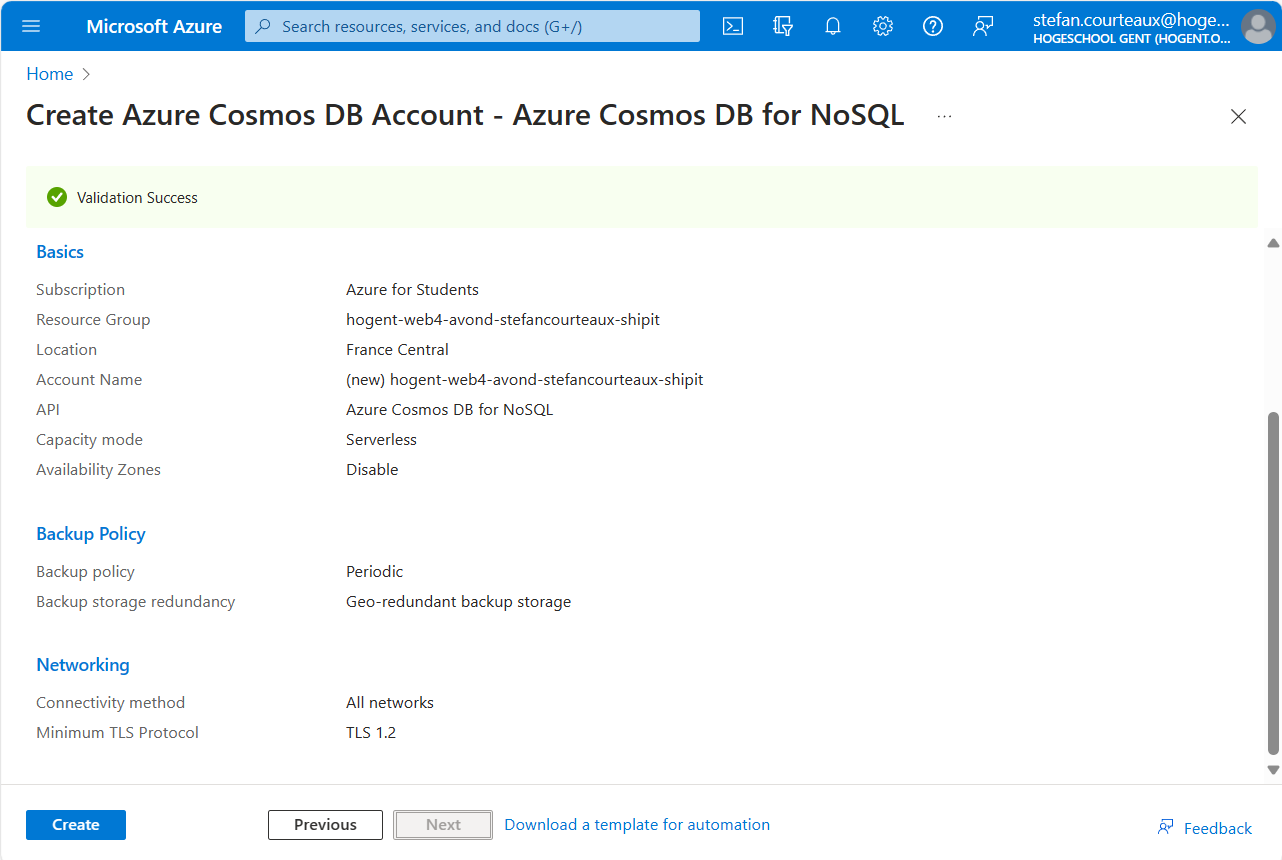 Microsoft Azure
Search resources, services, and docs (G+/)
stefan.courteaux@hoge...
HOGESCHOOL GENT (HOGENT.O...
Home
Create Azure Cosmos DB Account - Azure Cosmos DB for NoSQL ...
Validation Success
Basics
Subscription Azure for Students
Resource Group hogent-web4-avond-stefancourteaux-shipit
Location France Central
Account Name (new) hogent-web4-avond-stefancourteaux-shipit
API Azure Cosmos DB for NoSQL
Capacity mode Serverless
Availability Zones Disable
Backup Policy
Backup policy Periodic
Backup storage redundancy Geo-redundant backup storage
Networking
Connectivity method All networks
Minimum TLS Protocol TLS 1.2
Create Previous Next Download a template for automation Feedback